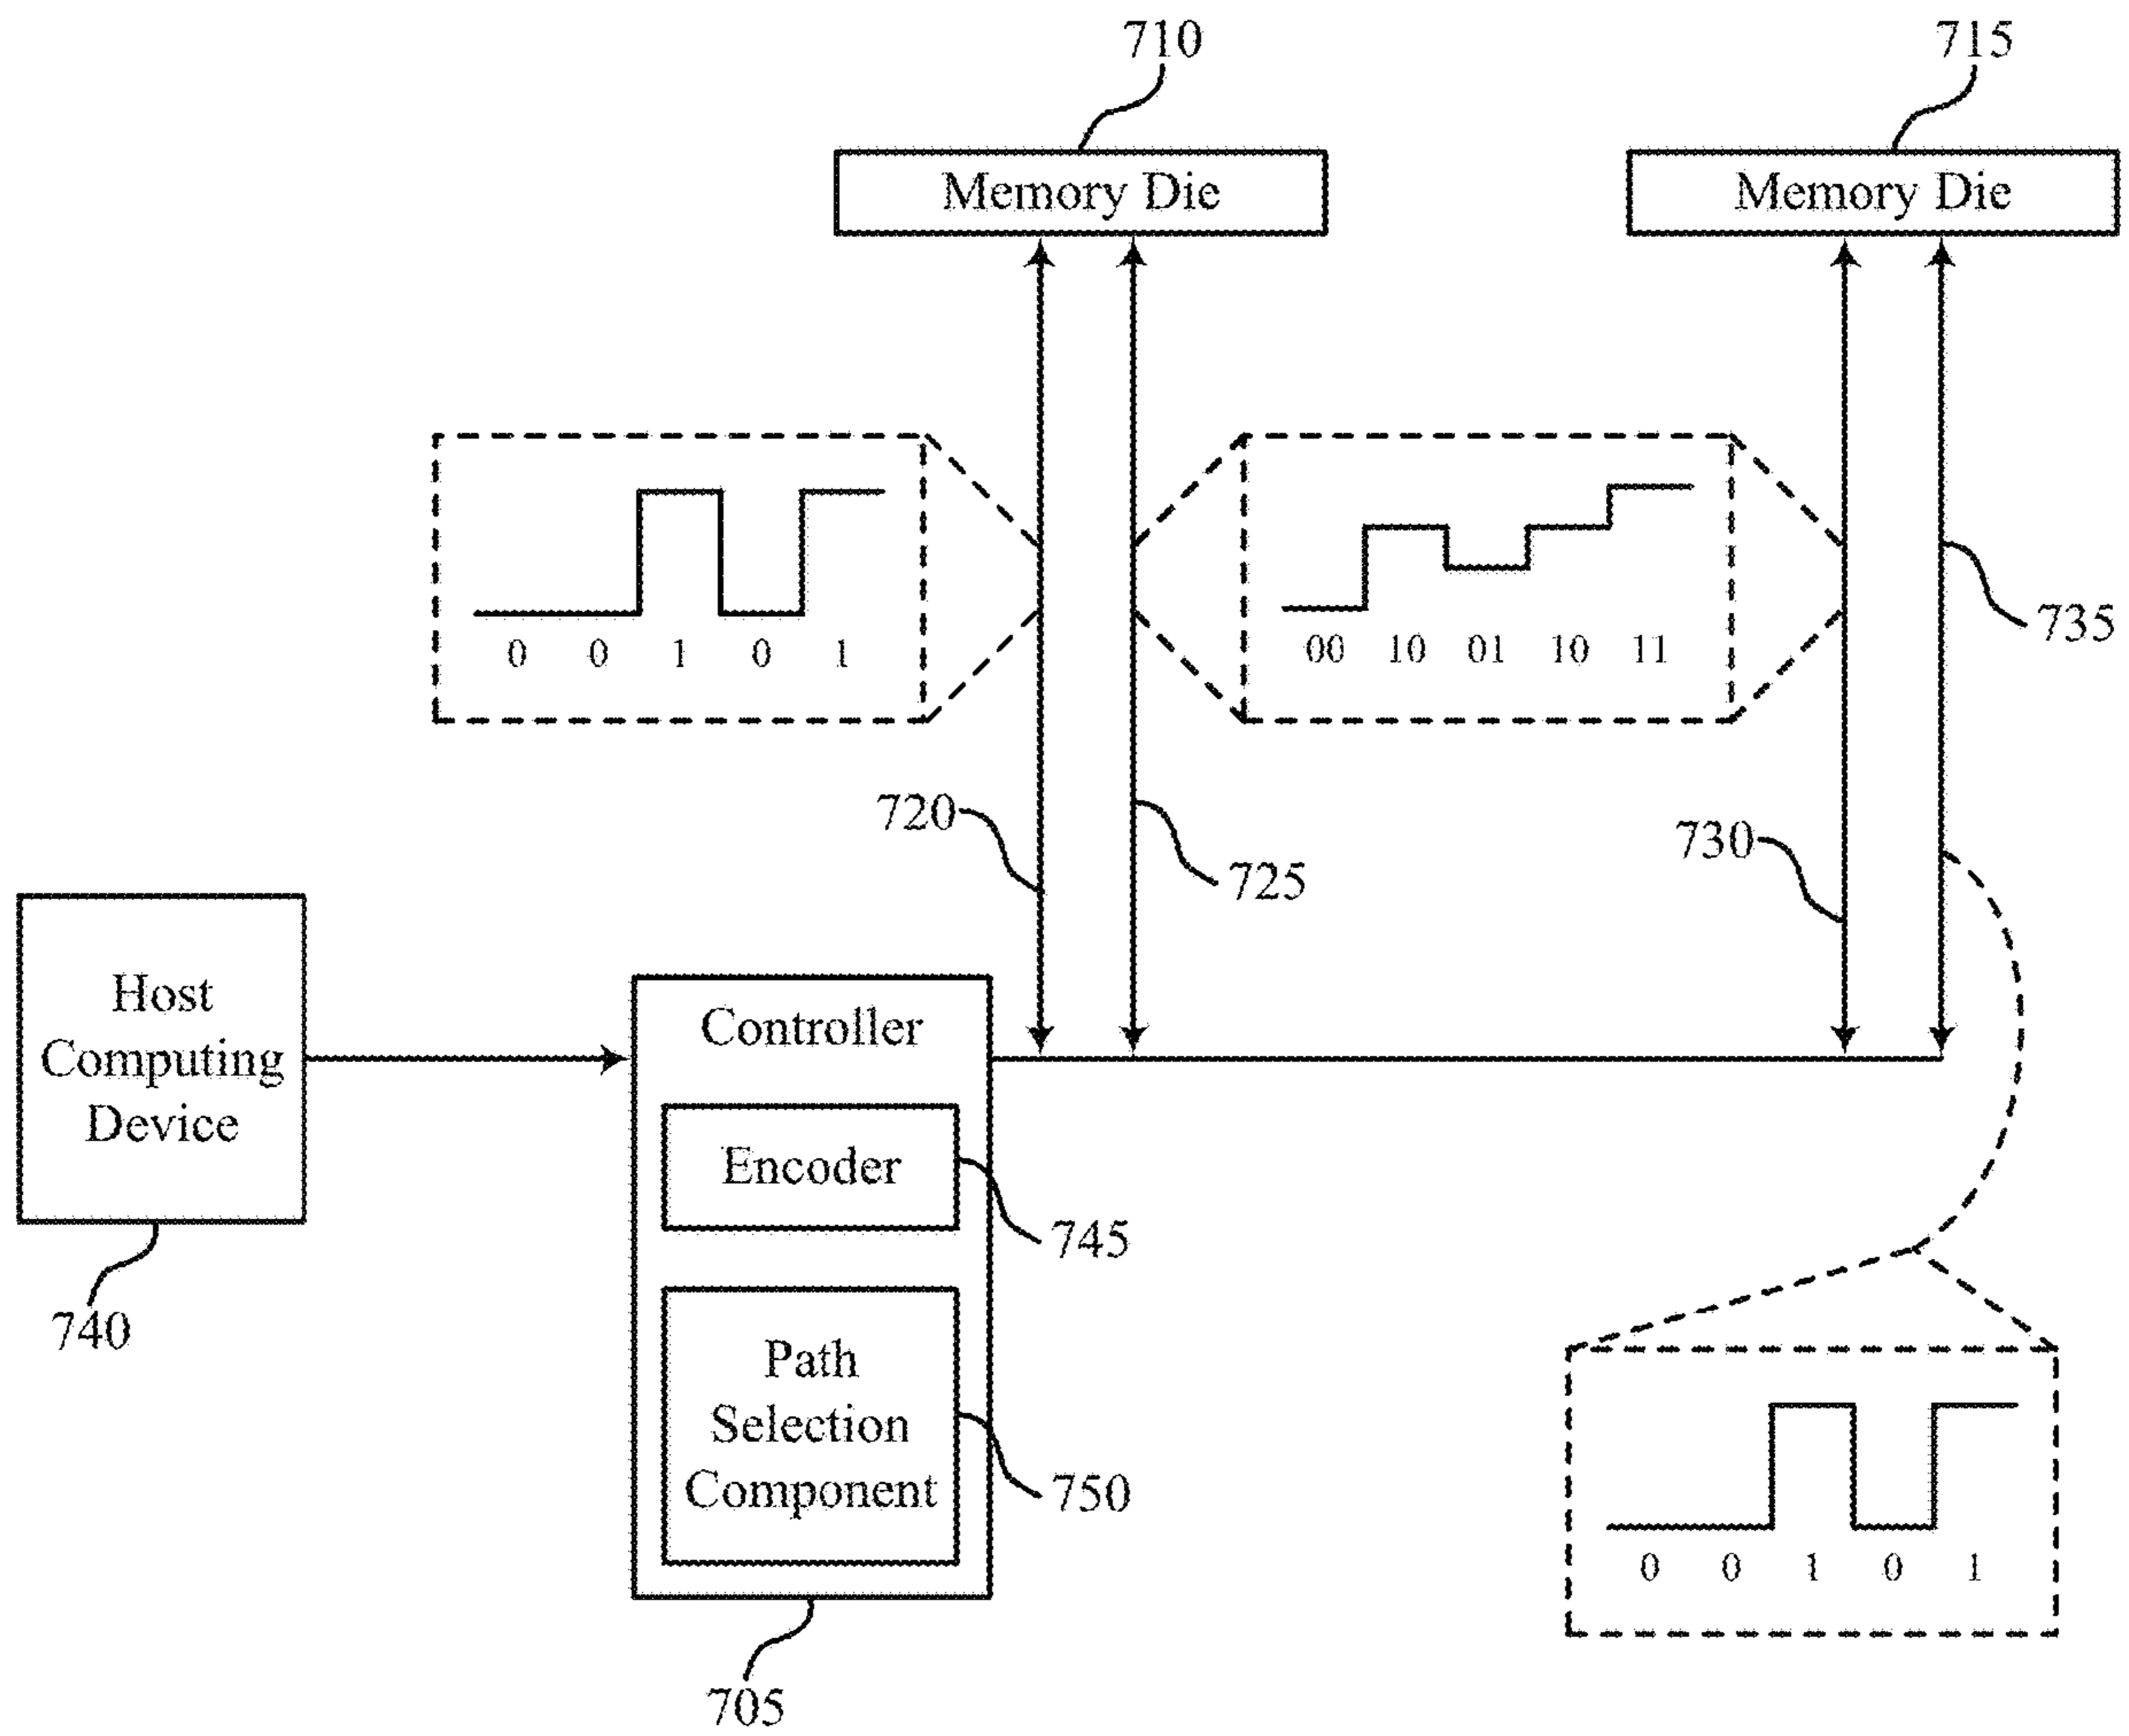 710
715
Memory Die
Memory Die
0 0 1 0 1
00 10 01 10 11
735
720
725
730
Host
Computing
Device
740
Controller
Encoder
745
Path
Selection
Component
750
705
0 0 1 0 1